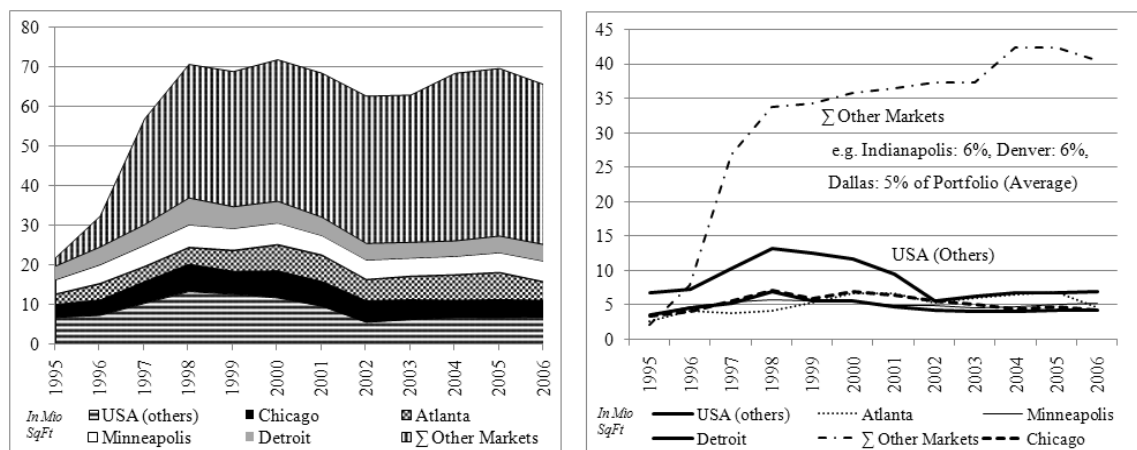 80
70
60
50
40
30
20
10
0
1995 1996 1997 1998 1999 2000 2001 2002 2003 2004 2005 2006
In Mio SqFt
USA (others) Chicago Atlanta
Minneapolis Detroit ∑ Other Markets
45
40
35
30
25
20
15
10
5
0
∑ Other Markets
e.g. Indianapolis: 6%, Denver: 6%,
Dallas: 5% of Portfolio (Average)
USA (Others)
1995 1996 1997 1998 1999 2000 2001 2002 2003 2004 2005 2006
In Mio SqFt
USA (others) Atlanta Minneapolis
Detroit ∑ Other Markets Chicago